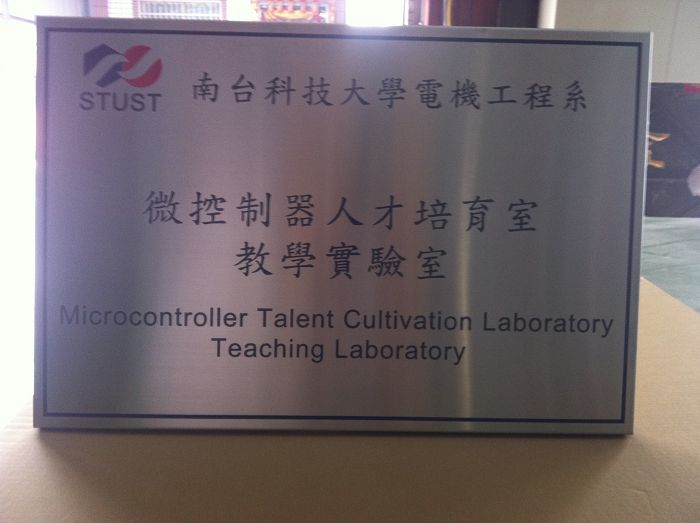 STUST 南台科技大學電機工程系
微控制器人才培育室
教學實驗室
Microcontroller Talent Cultivation Laboratory
Teaching Laboratory